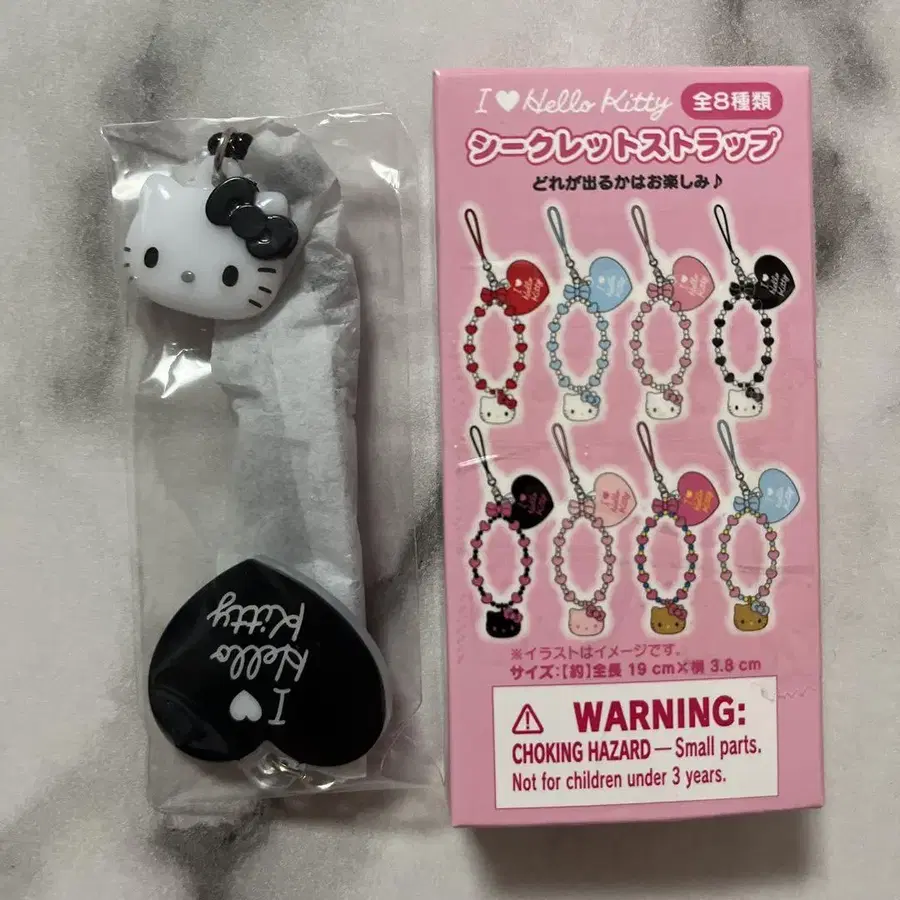 I ♥ Hello Kitty 全8種類
シークレットストラップ
どれが出るかはお楽しみ♪
I ♥
Hello
Kitty
※イラストはイメージです。
サイズ:【約】全長 19 cm×横 3.8 cm
⚠ WARNING:
CHOKING HAZARD — Small parts.
Not for children under 3 years.
I ♥
Hello
Kitty